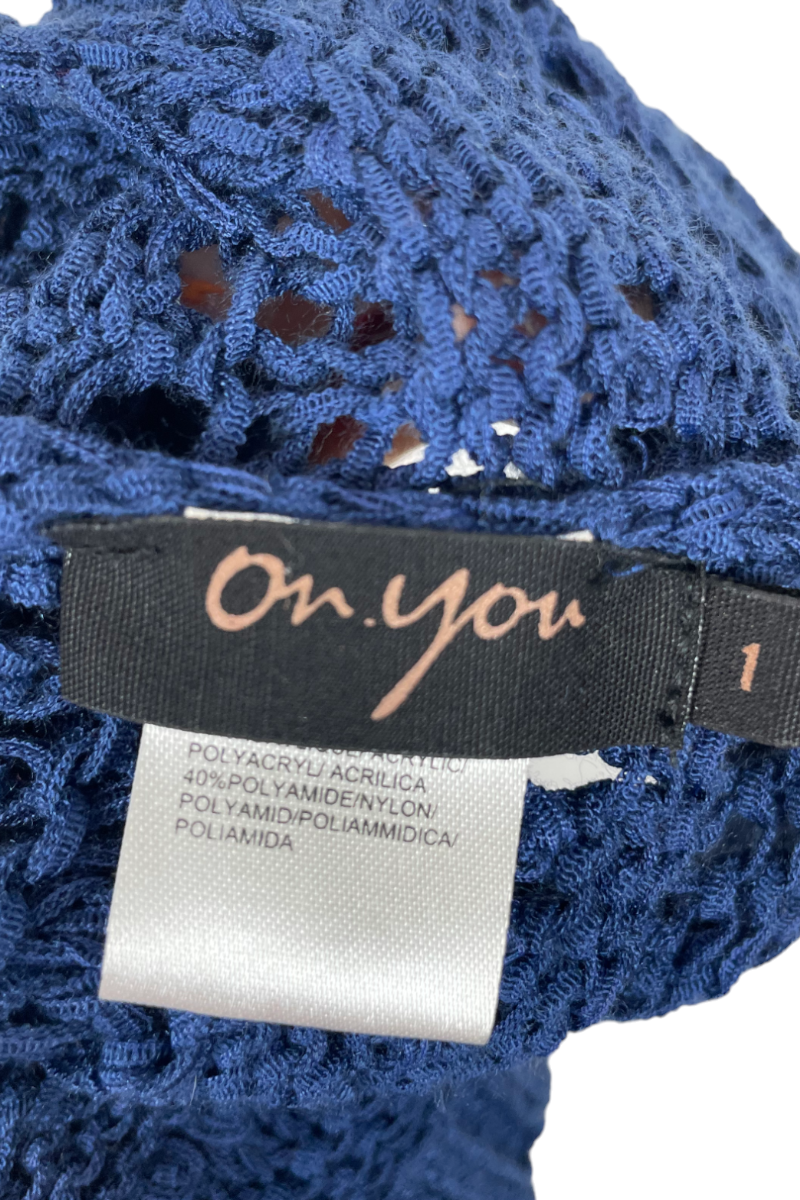 On.you
1
POLYACRYL/ ACRILICA
40%POLYAMIDE/NYLON/
POLYAMID/POLIAMMIDICA/
POLIAMIDA